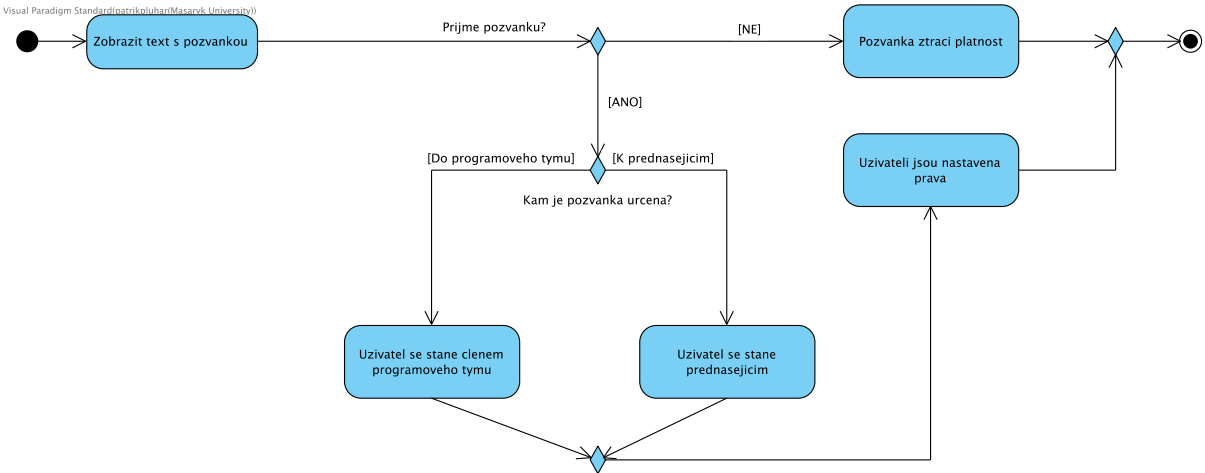 Visual Paradigm Standard(patrikpluhar(Masaryk University))
Zobrazit text s pozvankou
Prijme pozvanku?
[NE]
Pozvanka ztraci platnost
[ANO]
[Do programoveho tymu]
[K prednasejicim]
Kam je pozvanka urcena?
Uzivateli jsou nastavena
prava
Uzivatel se stane clenem
programoveho tymu
Uzivatel se stane
prednasejicim